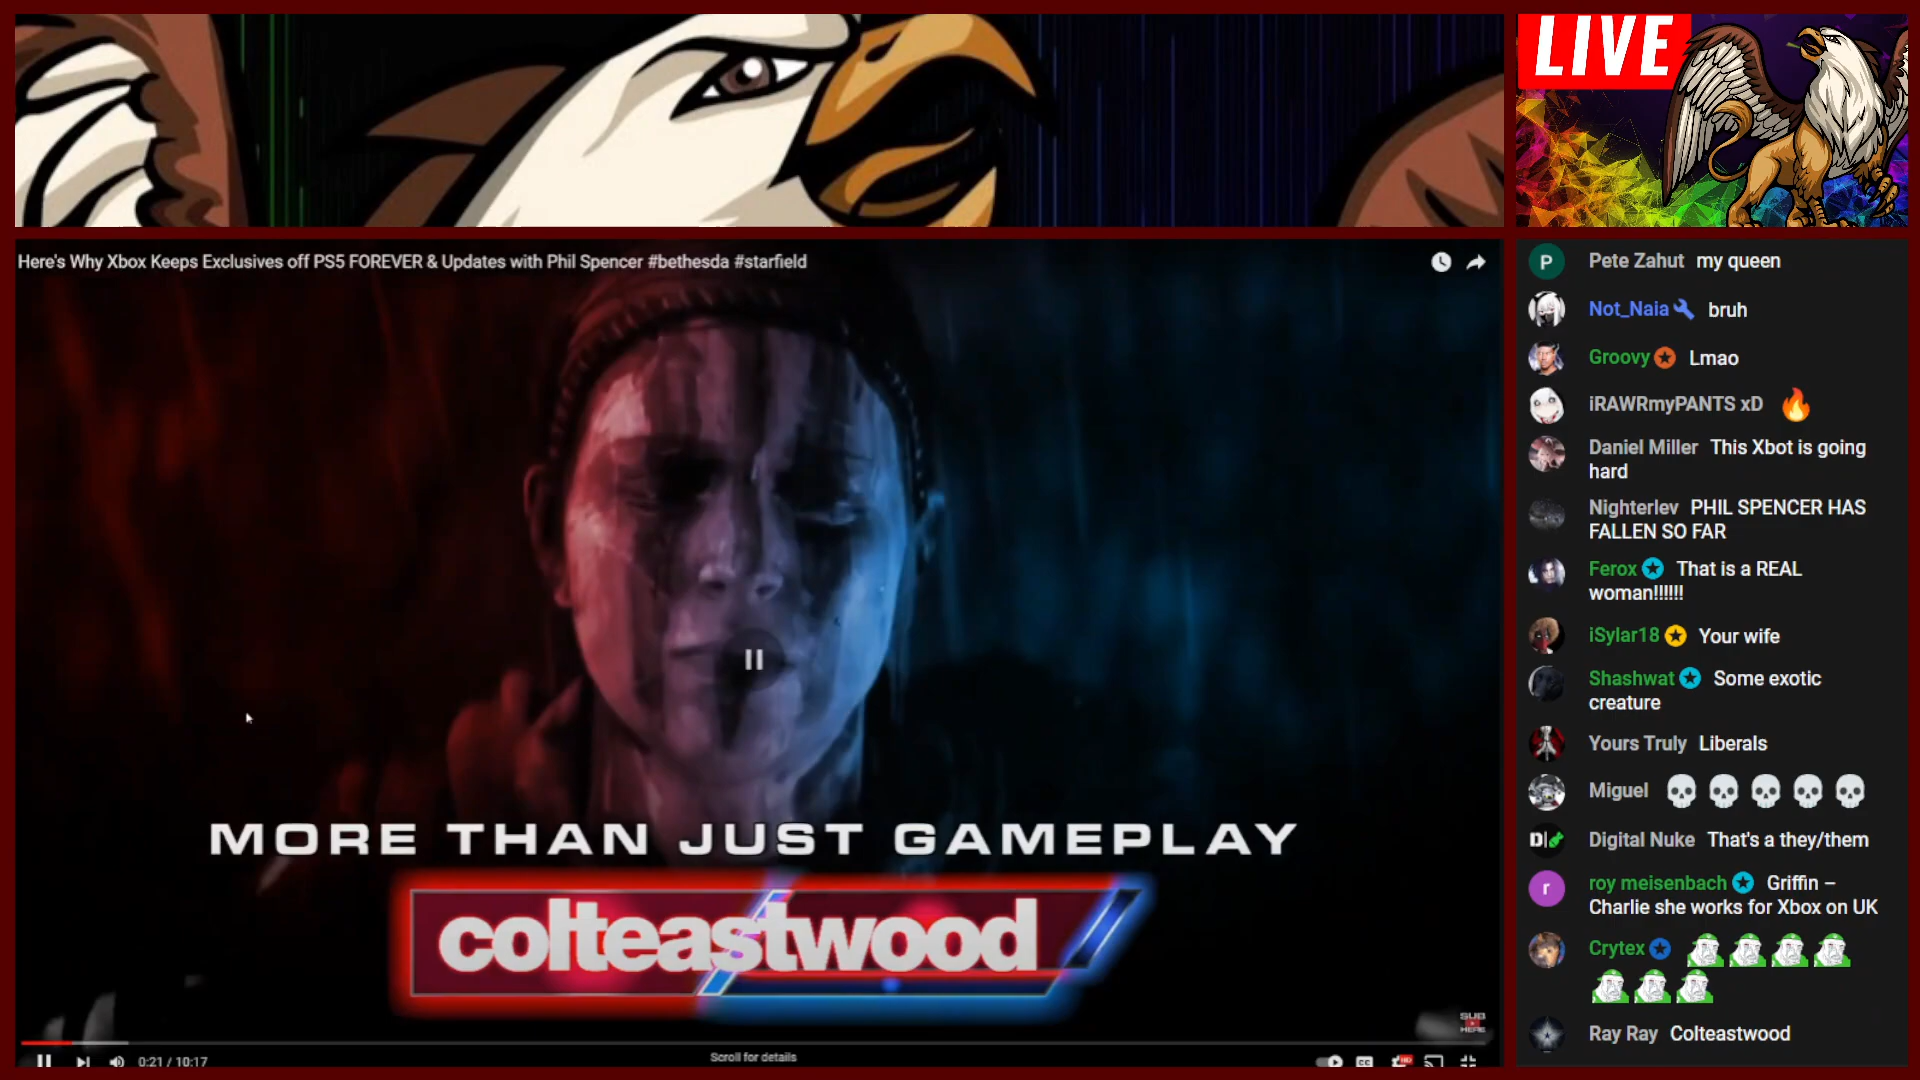 LIVE
Here's Why Xbox Keeps Exclusives off PS5 FOREVER & Updates with Phil Spencer #bethesda #starfield
MORE THAN JUST GAMEPLAY
colteastwood
SUB
HERE
0:21 / 10:17
Scroll for details
CC
HD
P
Pete Zahut my queen
Not_Naia bruh
Groovy Lmao
iRAWRmyPANTS xD 🔥
Daniel Miller This Xbot is going
hard
Nighterlev PHIL SPENCER HAS
FALLEN SO FAR
Ferox That is a REAL
woman!!!!!!
iSylar18 Your wife
Shashwat Some exotic
creature
Yours Truly Liberals
Miguel 💀 💀 💀 💀 💀
D
Digital Nuke That's a they/them
r
roy meisenbach Griffin –
Charlie she works for Xbox on UK
Crytex
Ray Ray Colteastwood